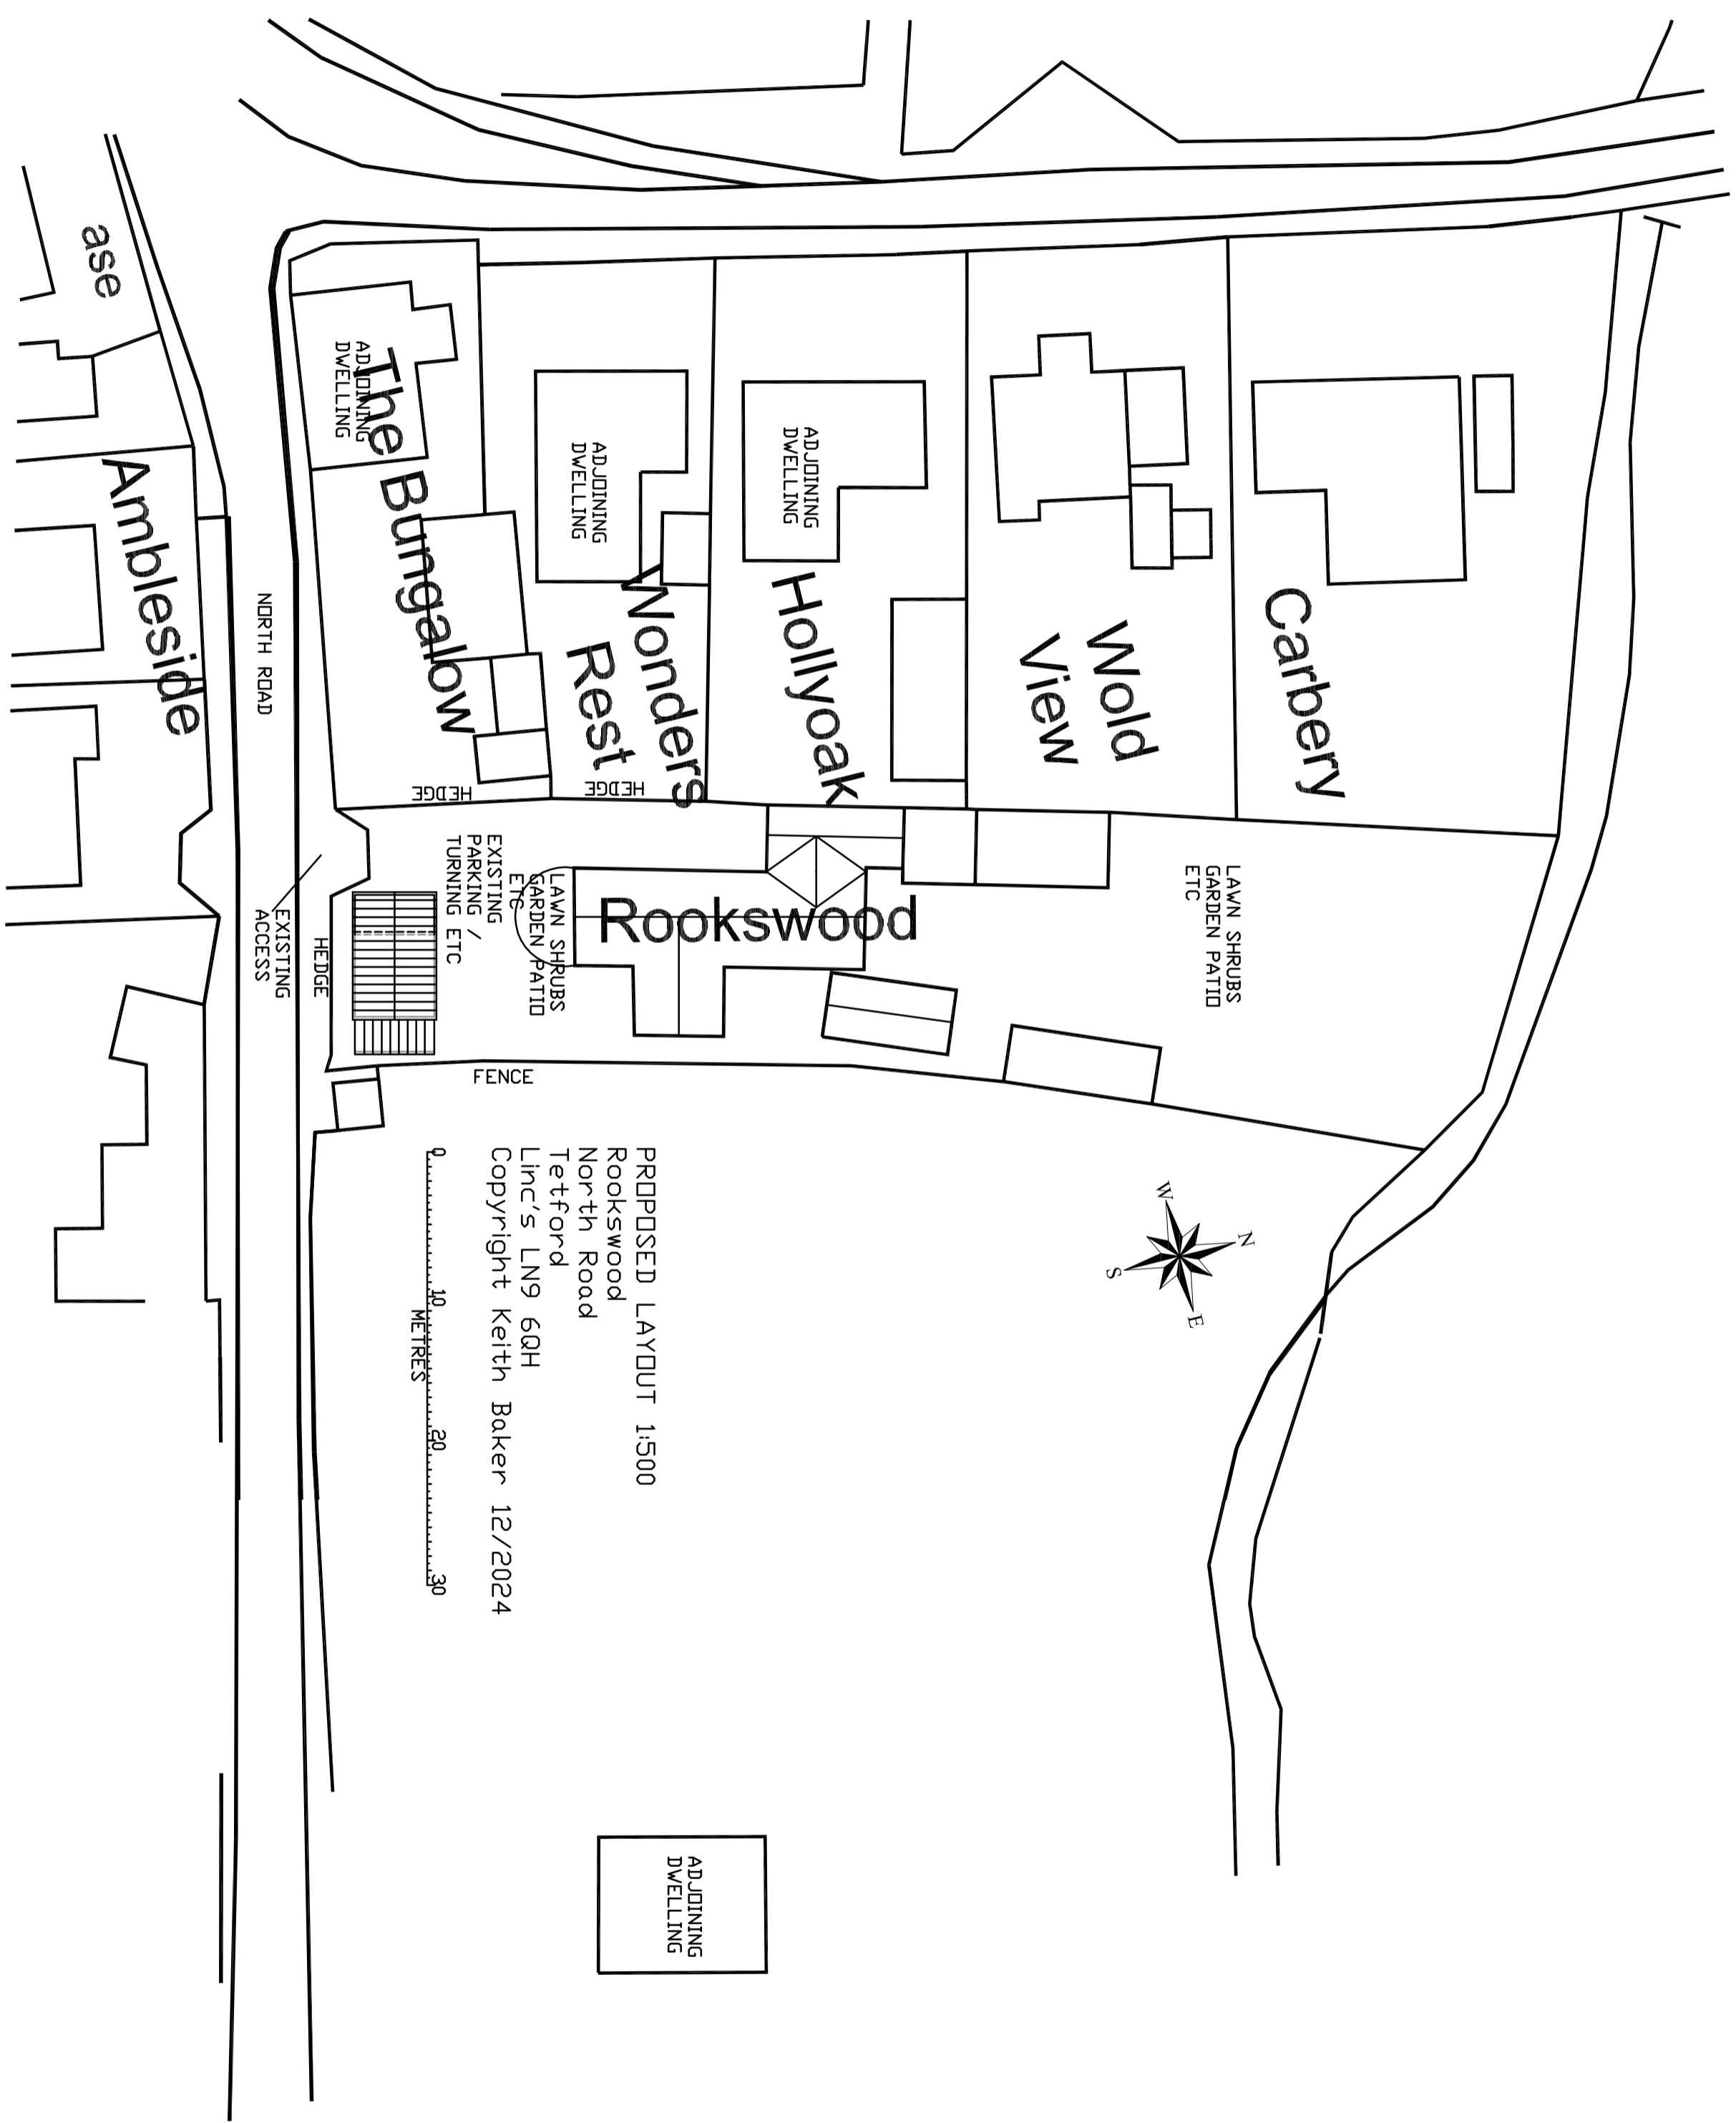 ase
Ambleside
NORTH ROAD
ADJOINING
DWELLING
The Bungalow
ADJOINING
DWELLING
Wonders
Rest
ADJOINING
DWELLING
Hollyoak
Wold
View
Carbery
HEDGE
HEDGE
EXISTING
PARKING /
TURNING ETC
LAWN SHRUBS
GARDEN PATIO
ETC
Rookswood
LAWN SHRUBS
GARDEN PATIO
ETC
EXISTING
ACCESS
HEDGE
FENCE
PROPOSED LAYOUT 1:500
Rookswood
North Road
Tetford
Linc's LN9 6QH
Copyright Keith Baker 12/2024
0 10 20 30
METRES
W
N
S
E
ADJOINING
DWELLING